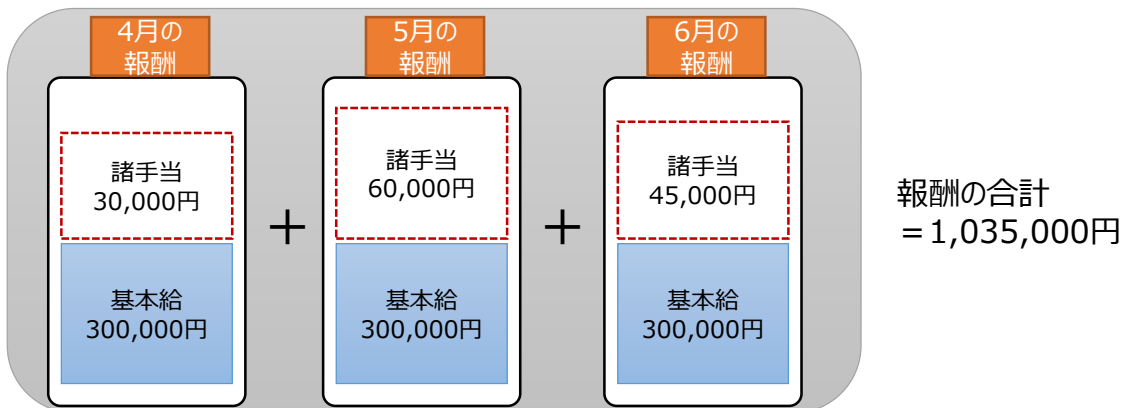 4月の
報酬
5月の
報酬
6月の
報酬
諸手当
30,000円
諸手当
60,000円
諸手当
45,000円
+
+
基本給
300,000円
基本給
300,000円
基本給
300,000円
報酬の合計
=1,035,000円